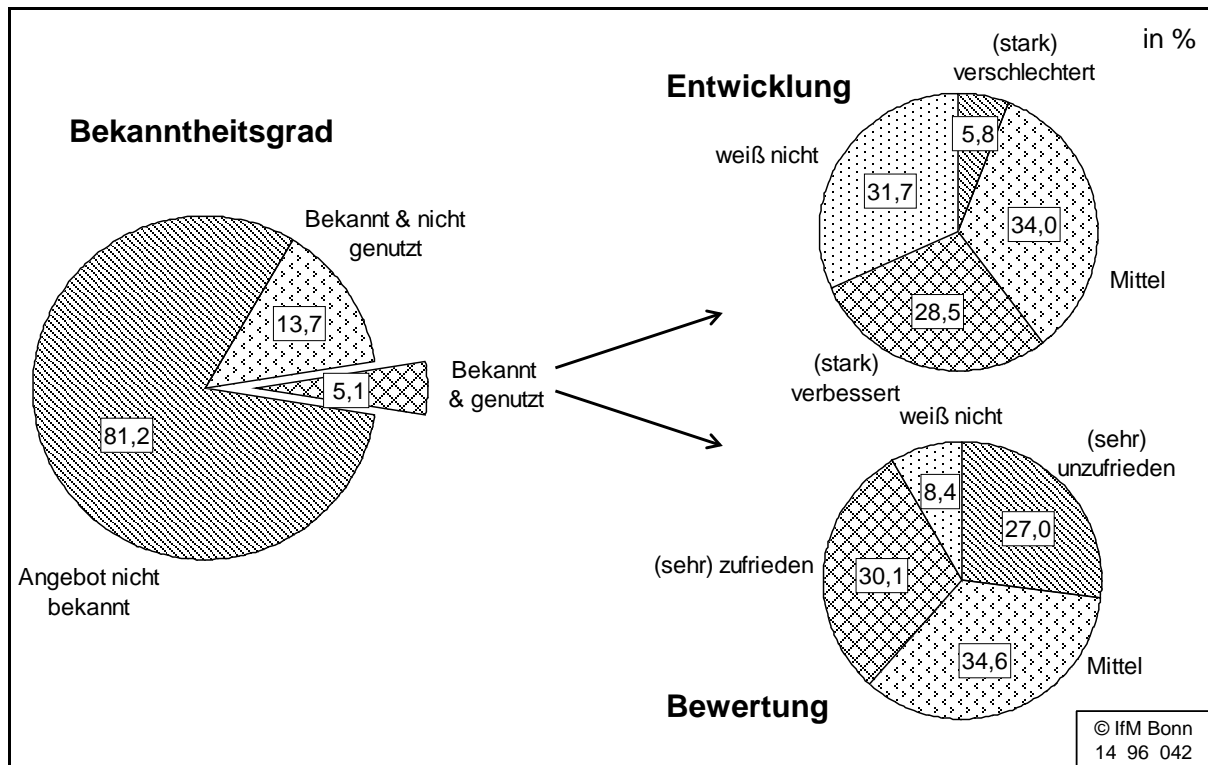 in %
Bekanntheitsgrad
Bekannt & nicht
genutzt
13,7
5,1
Bekannt
& genutzt
81,2
Angebot nicht
bekannt
Entwicklung
(stark)
verschlechtert
5,8
weiß nicht
31,7
34,0
Mittel
28,5
(stark)
verbessert
weiß nicht
8,4
(sehr)
unzufrieden
27,0
(sehr) zufrieden
30,1
34,6
Mittel
Bewertung
© IfM Bonn
14 96 042